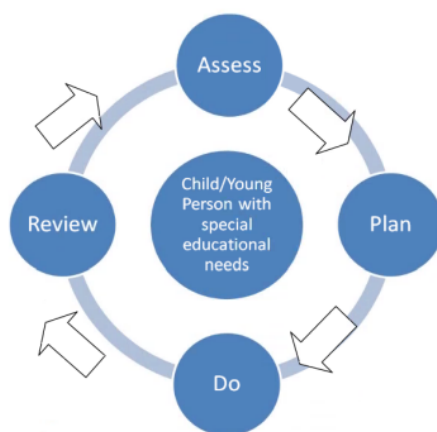 Assess
Child/Young
Person with
special
educational
needs
Review
Plan
Do